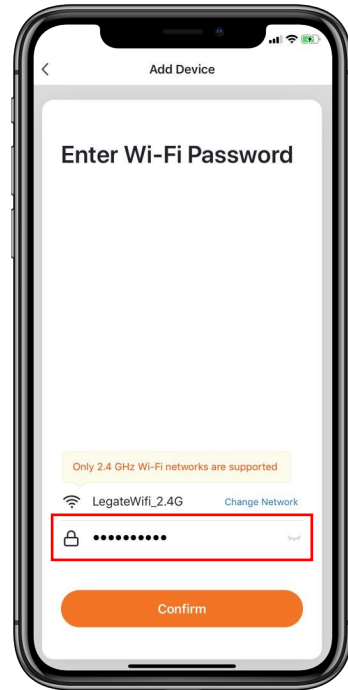 Add Device
Enter Wi-Fi Password
Only 2.4 GHz Wi-Fi networks are supported
LegateWifi_2.4G Change Network
••••••••••
Confirm